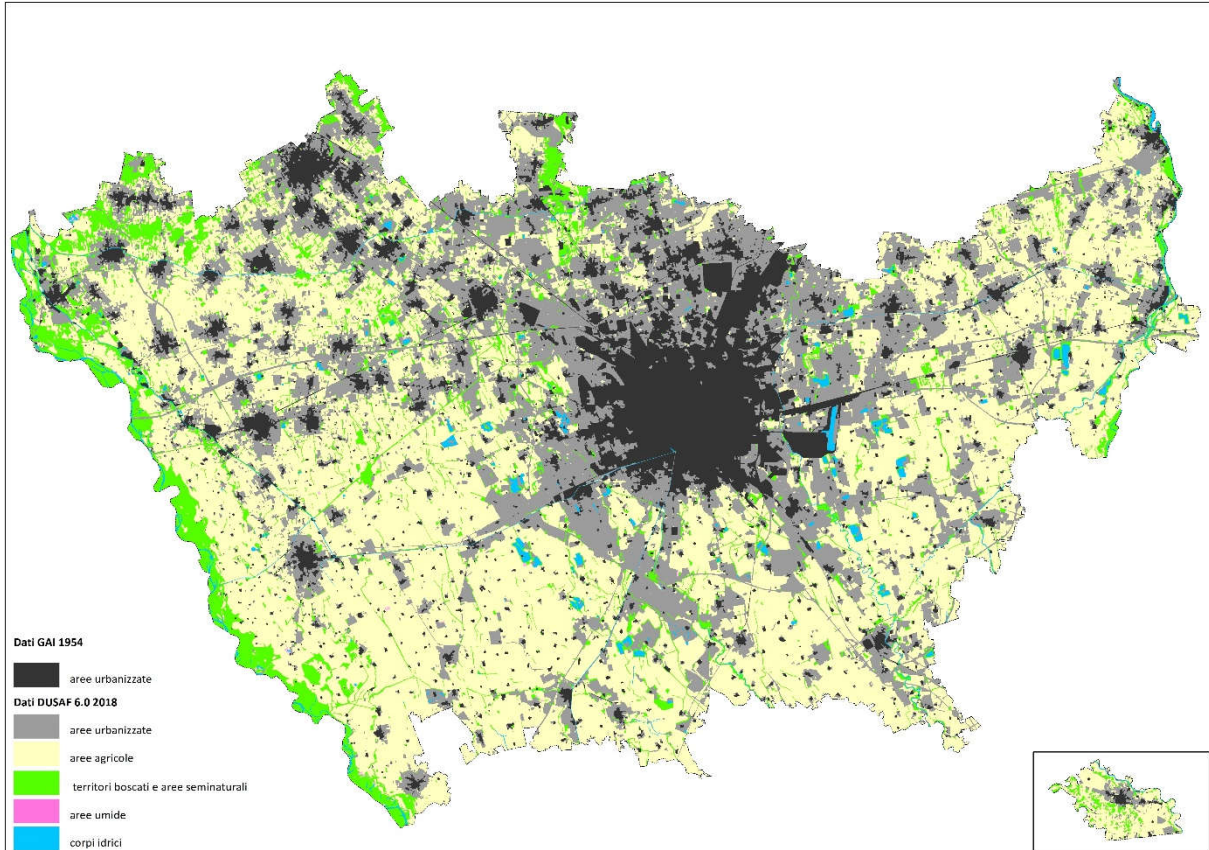 Dati GAI 1954
aree urbanizzate
Dati DUSAF 6.0 2018
aree urbanizzate
aree agricole
territori boscati e aree seminaturali
aree umide
corpi idrici